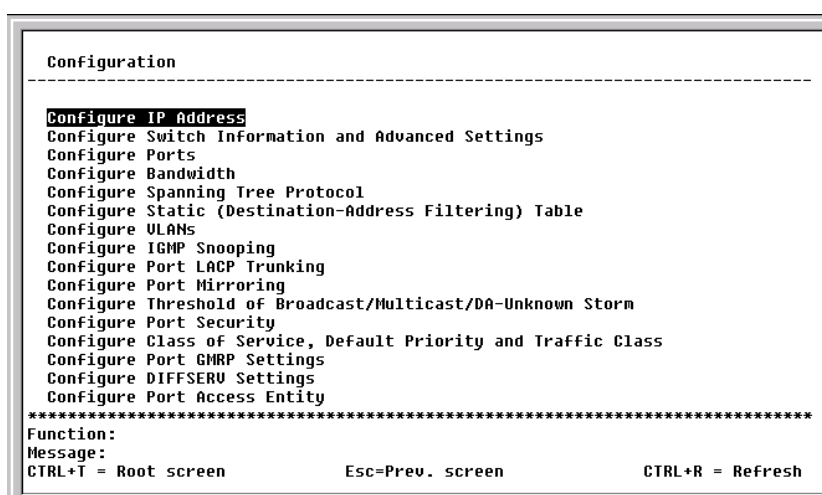 Configuration
--------------------------------------------------------------------------------
Configure IP Address
Configure Switch Information and Advanced Settings
Configure Ports
Configure Bandwidth
Configure Spanning Tree Protocol
Configure Static (Destination-Address Filtering) Table
Configure VLANs
Configure IGMP Snooping
Configure Port LACP Trunking
Configure Port Mirroring
Configure Threshold of Broadcast/Multicast/DA-Unknown Storm
Configure Port Security
Configure Class of Service, Default Priority and Traffic Class
Configure Port GMRP Settings
Configure DIFFSERV Settings
Configure Port Access Entity
********************************************************************************
Function:
Message:
CTRL+T = Root screen Esc=Prev. screen CTRL+R = Refresh